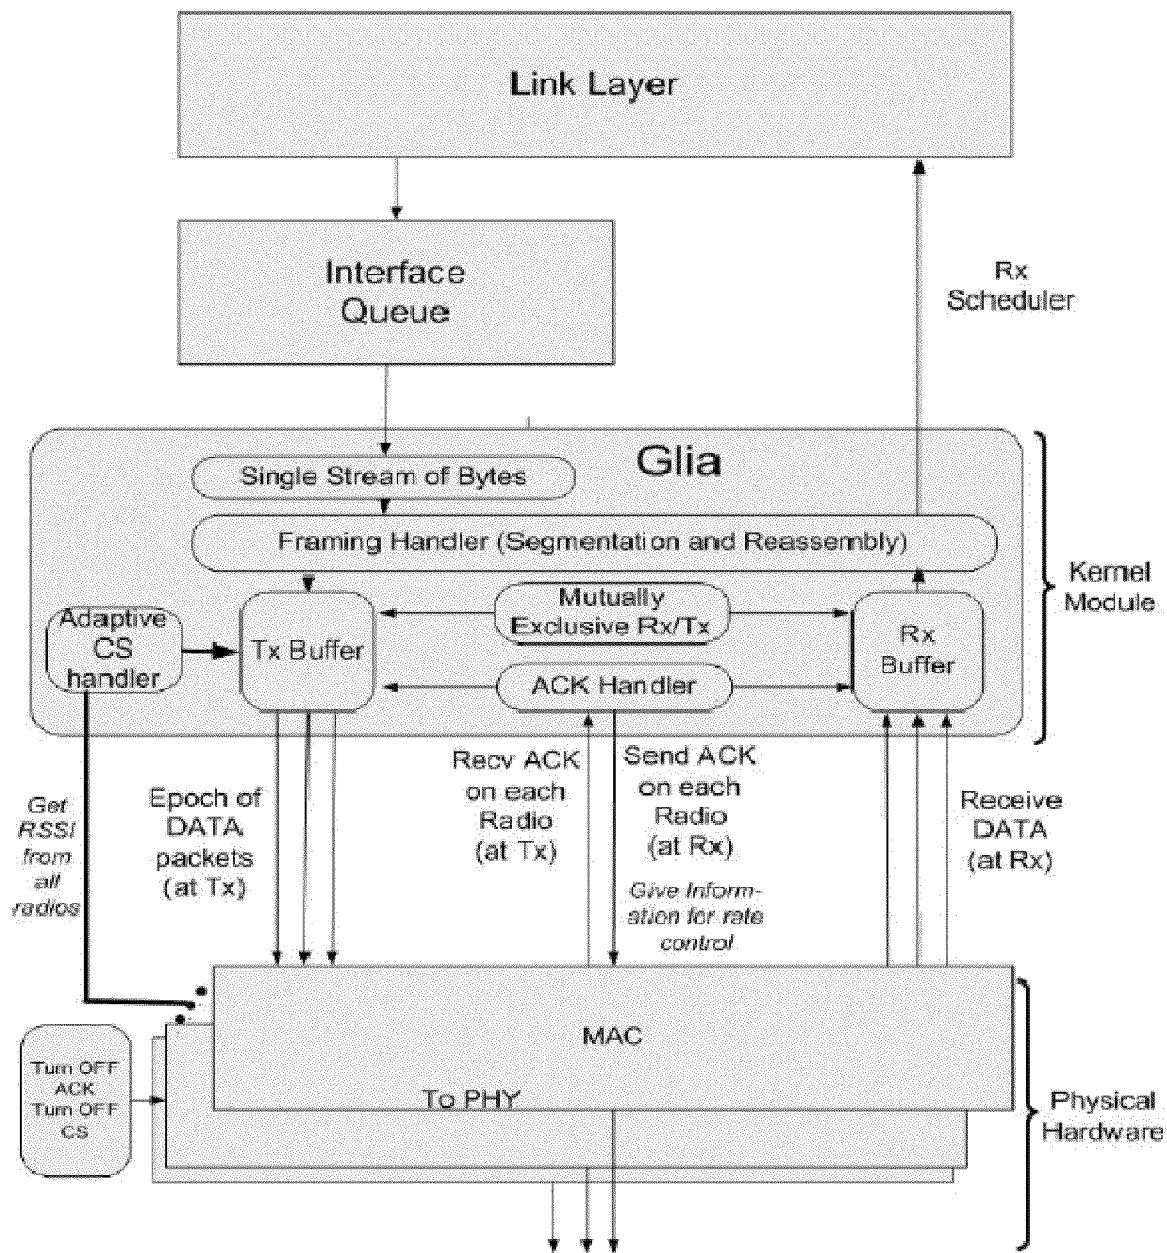 Link Layer
Interface
Queue
Rx
Scheduler
Glia
Single Stream of Bytes
Framing Handler (Segmentation and Reassembly)
Kernel
Module
Adaptive
CS
handler
Tx Buffer
Mutually
Exclusive Rx/Tx
ACK Handler
Rx
Buffer
Get
RSSI
from
all
radios
Epoch of
DATA
packets
(at Tx)
Recv ACK
on each
Radio
(at Tx)
Send ACK
on each
Radio
(at Rx)
Give Inform-
ation for rate
control
Receive
DATA
(at Rx)
MAC
To PHY
Turn OFF
ACK
Turn OFF
CS
Physical
Hardware